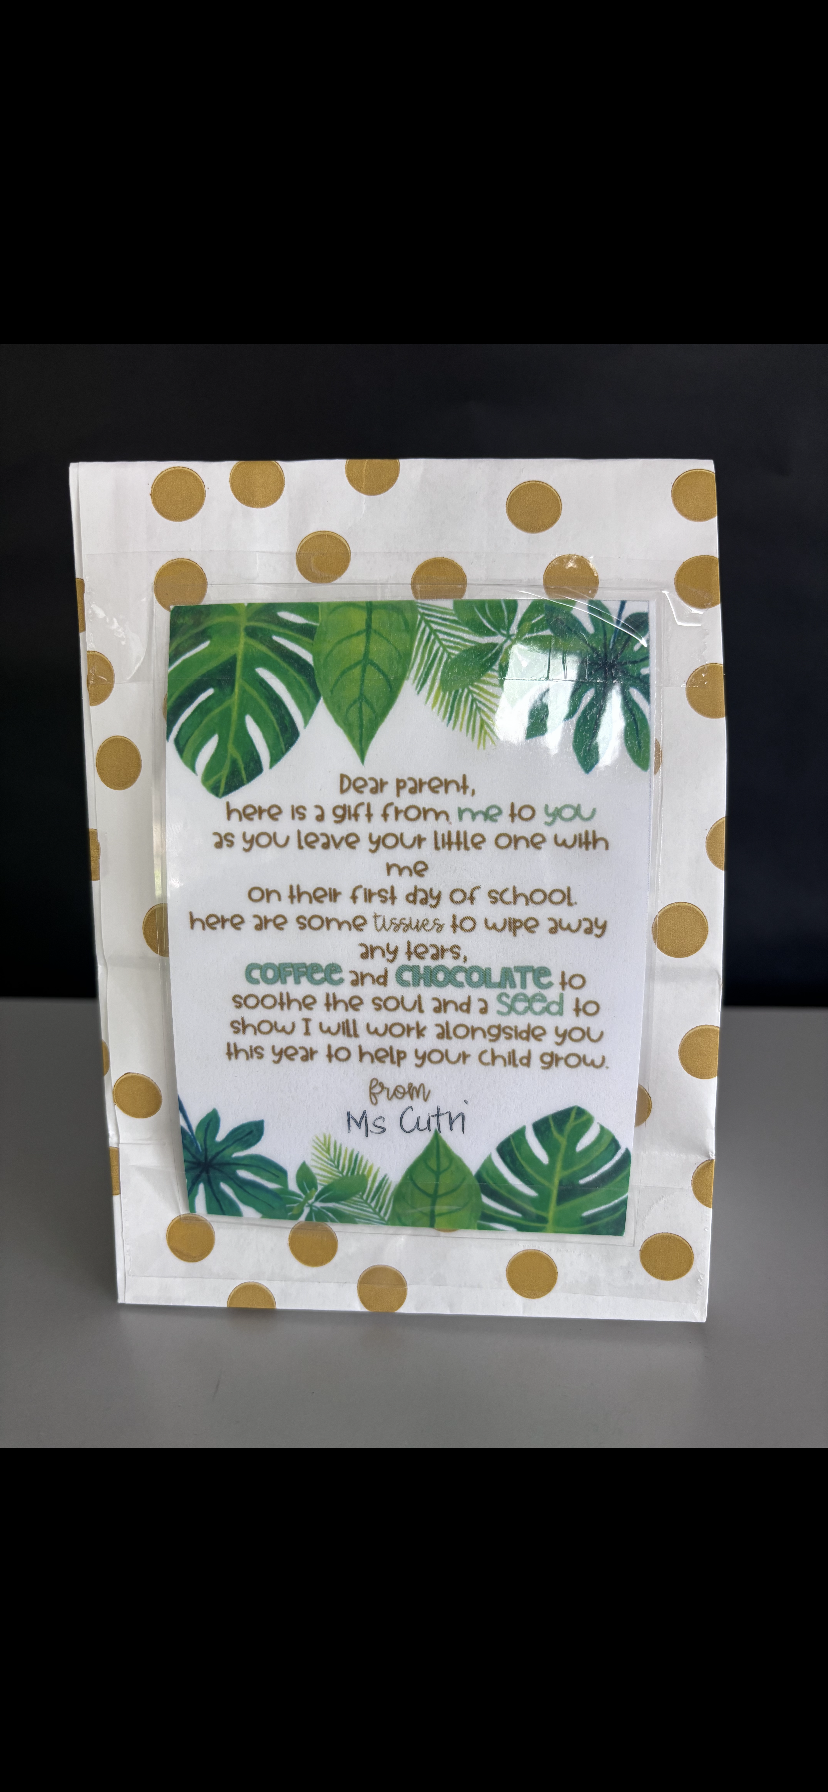 Dear parent,
here is a gift from me to you
as you leave your little one with
me
on their first day of school.
here are some tissues to wipe away
any tears,
COFFee and CHOCOLATe to
soothe the soul and a seed to
show I will work alongside you
this year to help your child grow.
from
Ms Cutri